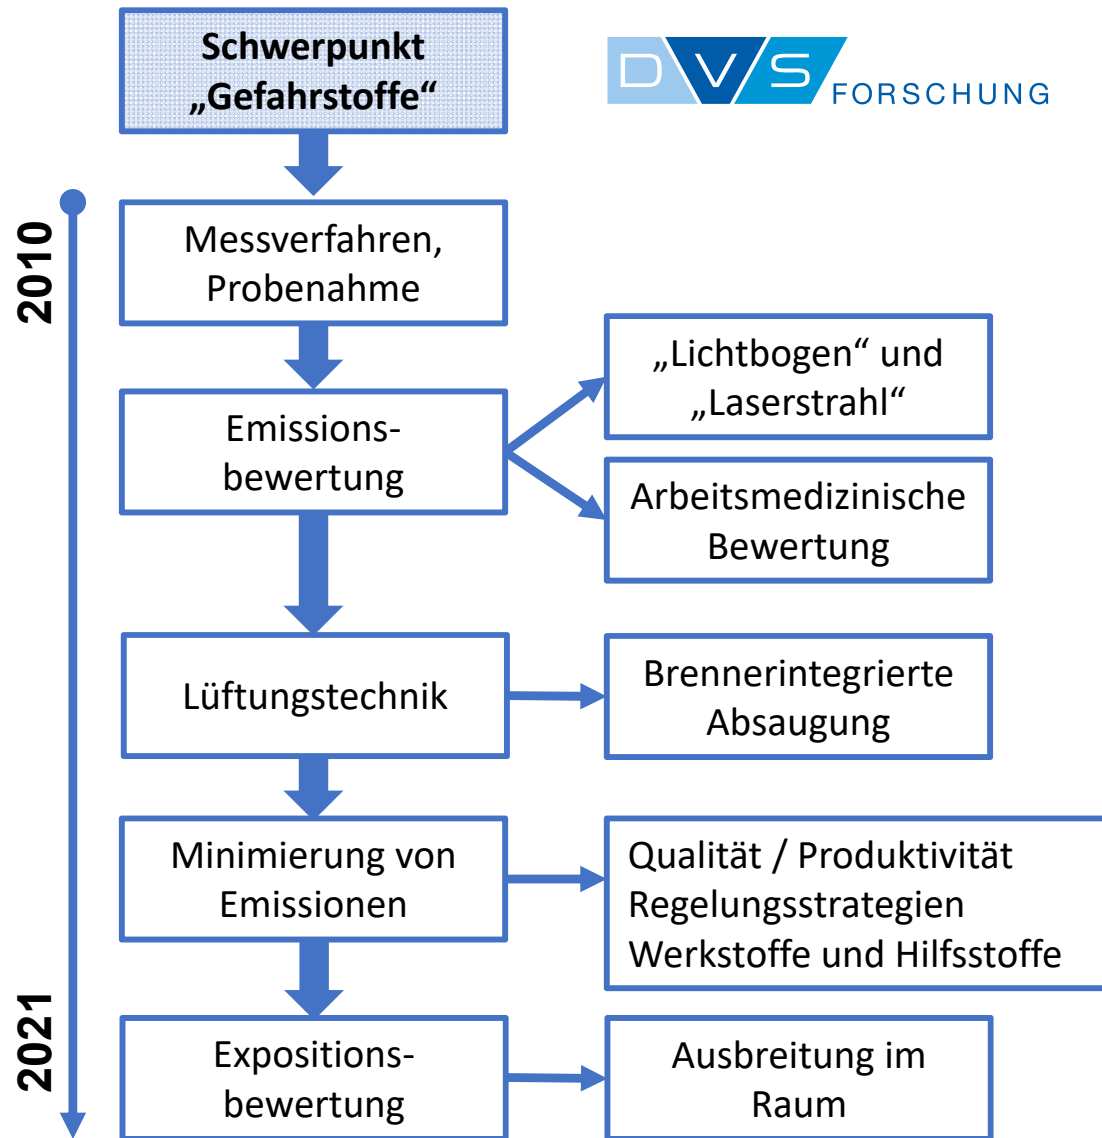 Schwerpunkt
„Gefahrstoffe“
DVS FORSCHUNG
2010
Messverfahren,
Probenahme
Emissions-
bewertung
„Lichtbogen“ und
„Laserstrahl“
Arbeitsmedizinische
Bewertung
Lüftungstechnik
Brennerintegrierte
Absaugung
Minimierung von
Emissionen
Qualität / Produktivität
Regelungsstrategien
Werkstoffe und Hilfsstoffe
2021
Expositions-
bewertung
Ausbreitung im
Raum